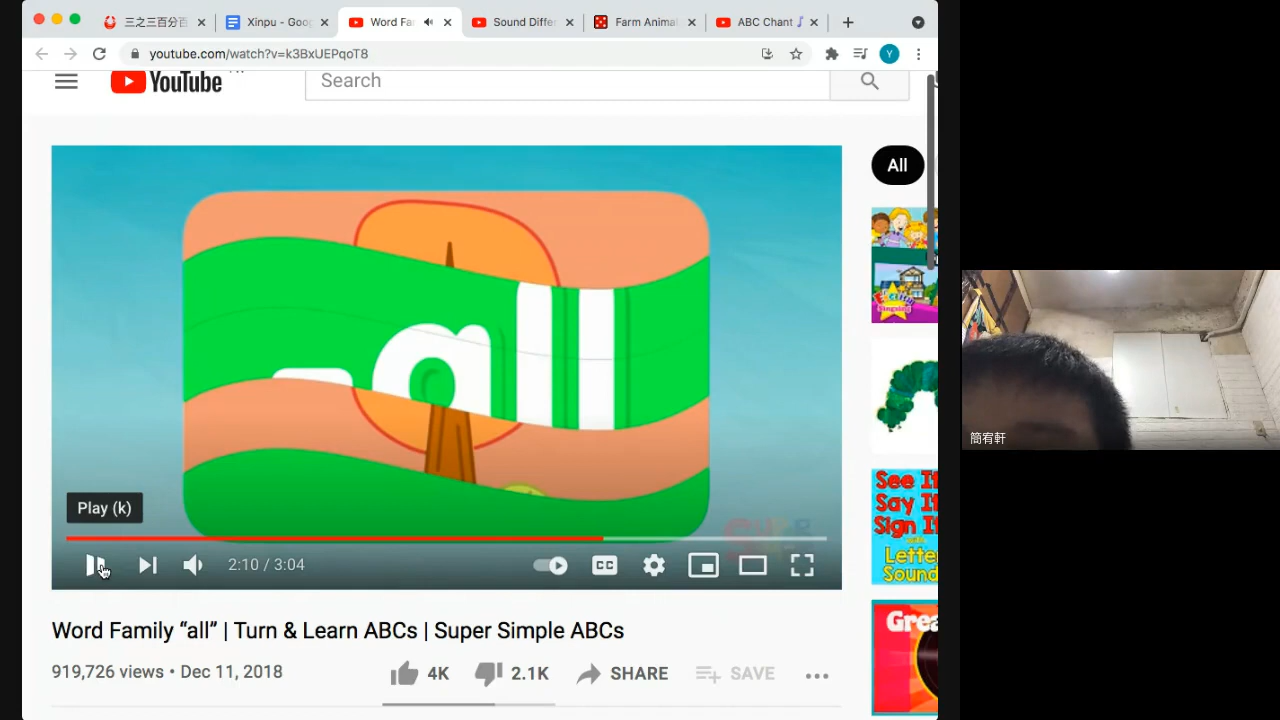 三之三百分百
Xinpu - Goog
Word Fa
Sound Diffe
Farm Animal
ABC Chant
youtube.com/watch?v=k3BxUEPqoT8
Y
YouTube
Search
All
-all
Play (k)
2:10 / 3:04
CC
Word Family “all” | Turn & Learn ABCs | Super Simple ABCs
919,726 views • Dec 11, 2018
4K
2.1K
SHARE
SAVE
See It
Say It
Sign It
with
Letter
Sound
Grea
簡宥軒